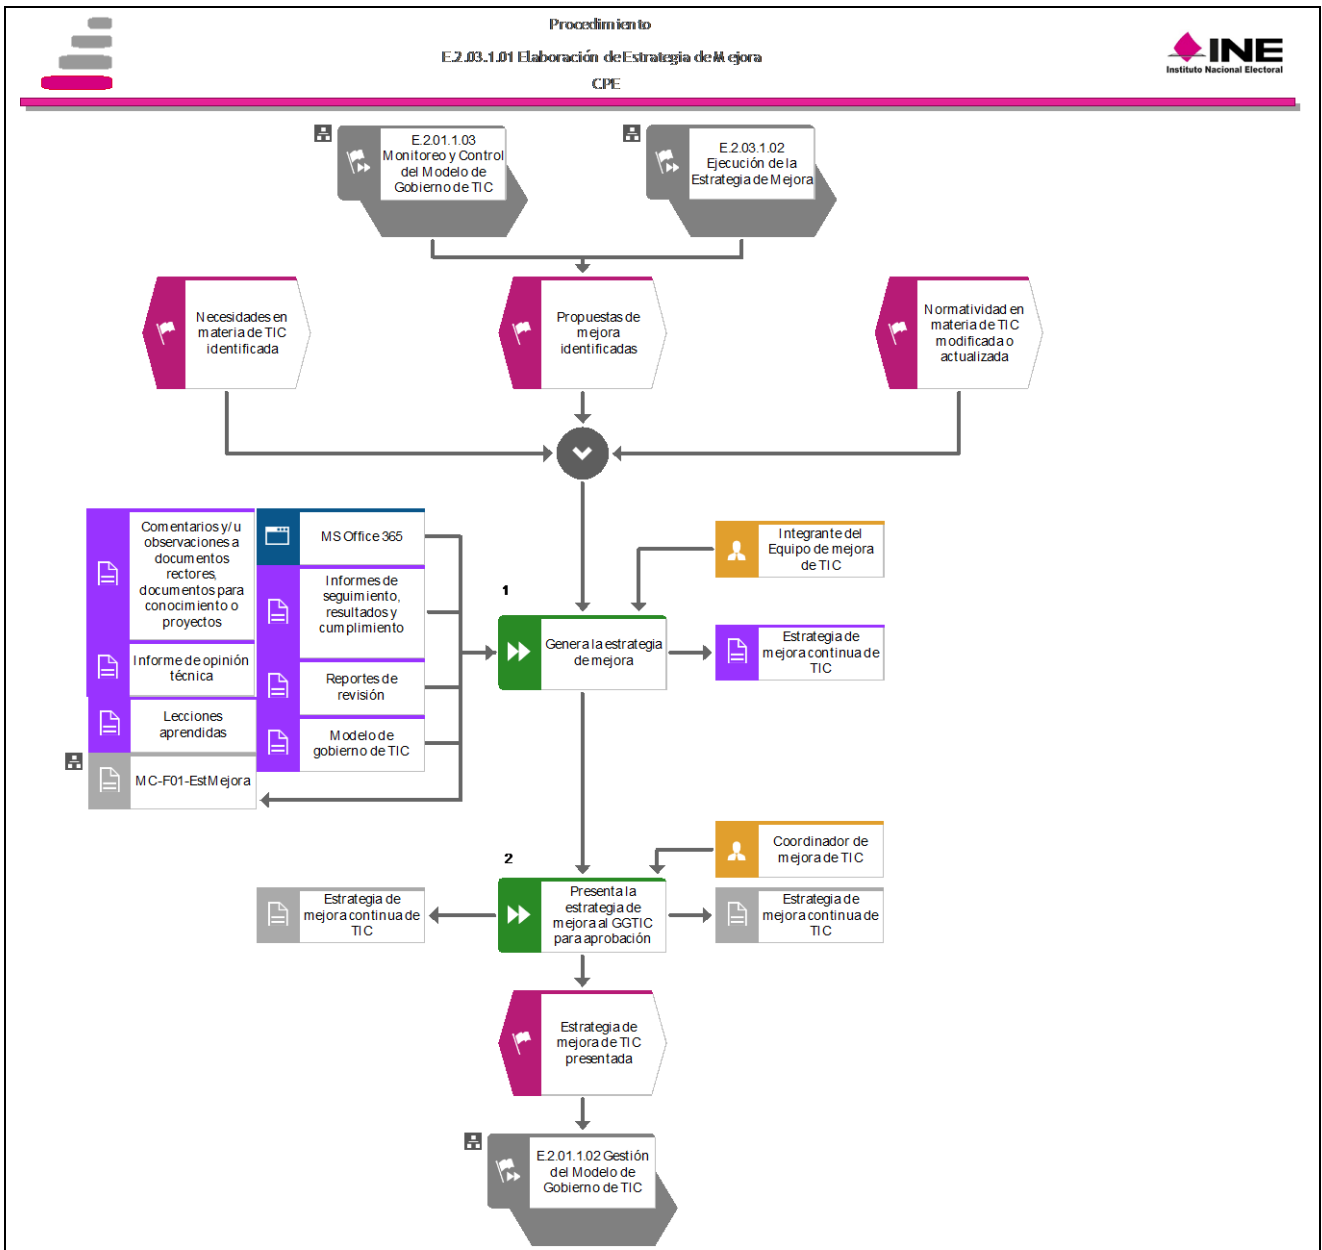 Procedimiento
E.2.03.1.01 Elaboración de Estrategia de Mejora
CPE
INE
Instituto Nacional Electoral
E.2.01.1.03
Monitoreo y Control
del Modelo de
Gobierno de TIC
E.2.03.1.02
Ejecución de la
Estrategia de Mejora
Necesidades en
materia de TIC
identificada
Propuestas de
mejora
identificadas
Normatividad en
materia de TIC
modificada o
actualizada
Comentarios y/u
observaciones a
documentos
rectores,
documentos para
conocimiento o
proyectos
MS Office 365
Informes de
seguimiento,
resultados y
cumplimiento
Integrante del
Equipo de mejora
de TIC
1
Genera la estrategia
de mejora
Estrategia de
mejora continua de
TIC
Informe de opinión
técnica
Reportes de
revisión
Lecciones
aprendidas
Modelo de
gobierno de TIC
MC-F01-EstMejora
Coordinador de
mejora de TIC
2
Presenta la
estrategia de
mejora al GGTIC
para aprobación
Estrategia de
mejora continua de
TIC
Estrategia de
mejora continua de
TIC
Estrategia de
mejora de TIC
presentada
E.2.01.1.02 Gestión
del Modelo de
Gobierno de TIC